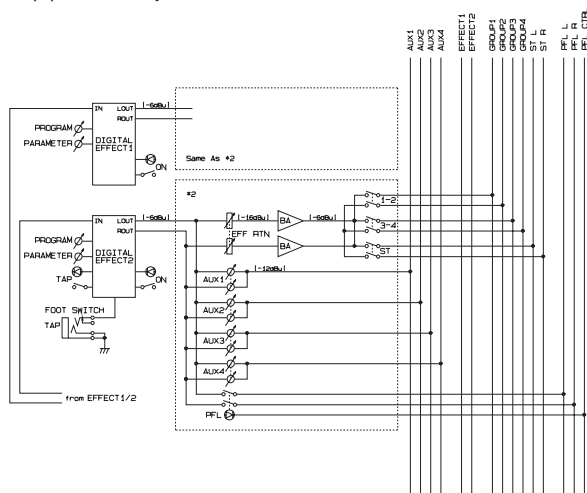 AUX1
AUX2
AUX3
AUX4
EFFECT1
EFFECT2
GROUP1
GROUP2
GROUP3
GROUP4
ST L
ST R
PFL L
PFL R
PFL CTRL
IN LOUT [-6dBu]
ROUT
PROGRAM
PARAMETER
DIGITAL
EFFECT1
ON
Same As *2
*2
IN LOUT [-6dBu]
ROUT
[-16dBu] BA [-6dBu]
EFF RTN
BA
1-2
3-4
ST
PROGRAM
PARAMETER
DIGITAL
EFFECT2
TAP
ON
[-12dBu]
AUX1
AUX2
AUX3
AUX4
FOOT SWITCH
TAP
from EFFECT1/2
PFL